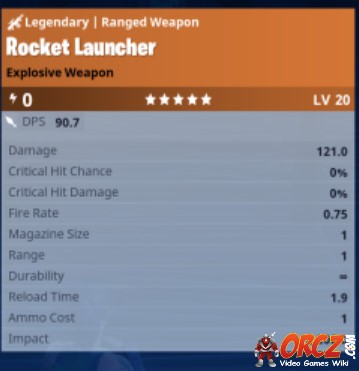 Legendary | Ranged Weapon
Rocket Launcher
Explosive Weapon
0 ★★★★★ LV 20
DPS 90.7
Damage 121.0
Critical Hit Chance 0%
Critical Hit Damage 0%
Fire Rate 0.75
Magazine Size 1
Range 1
Durability ∞
Reload Time 1.9
Ammo Cost 1
Impact
ORCZ.COM
Video Games Wiki